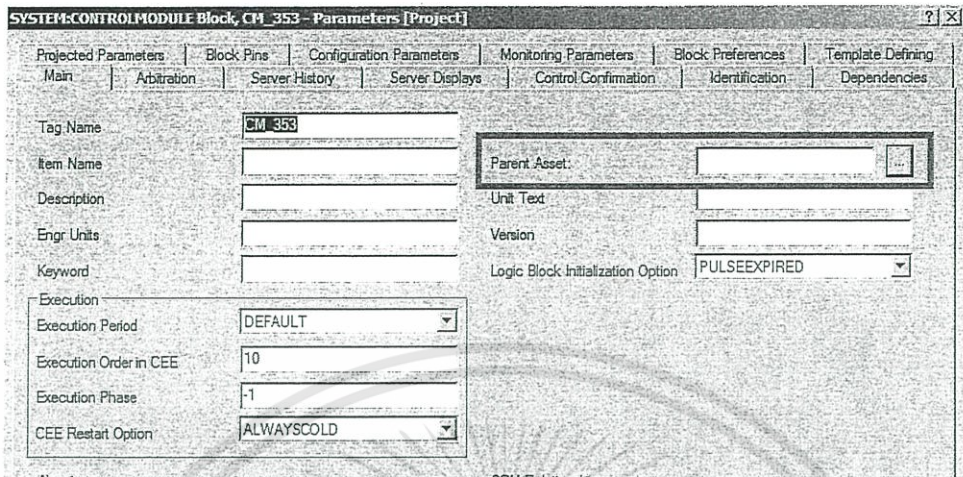 SYSTEM:CONTROLMODULE Block, CM_353 - Parameters [Project]
Projected Parameters
Block Pins
Configuration Parameters
Monitoring Parameters
Block Preferences
Template Defining
Main
Arbitration
Server History
Server Displays
Control Confirmation
Identification
Dependencies
Tag Name
CM_353
Item Name
Parent Asset:
...
Description
Unit Text
Engr Units
Version
Keyword
Logic Block Initialization Option
PULSEEXPIRED
Execution
Execution Period
DEFAULT
Execution Order in CEE
10
Execution Phase
-1
CEE Restart Option
ALWAYSCOLD